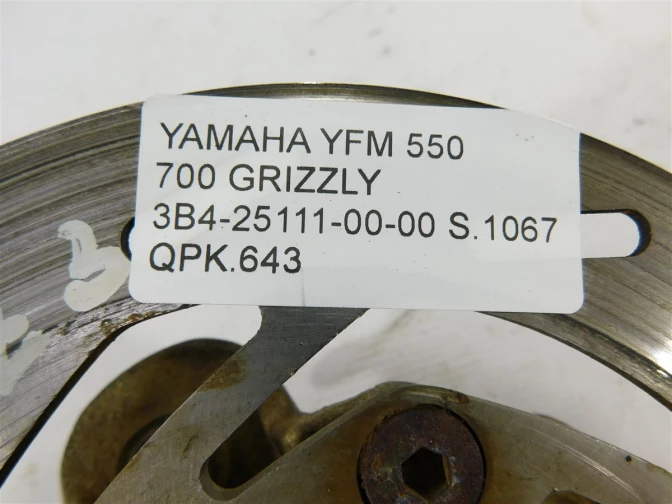 YAMAHA YFM 550
700 GRIZZLY
3B4-25111-00-00 S.1067
QPK.643